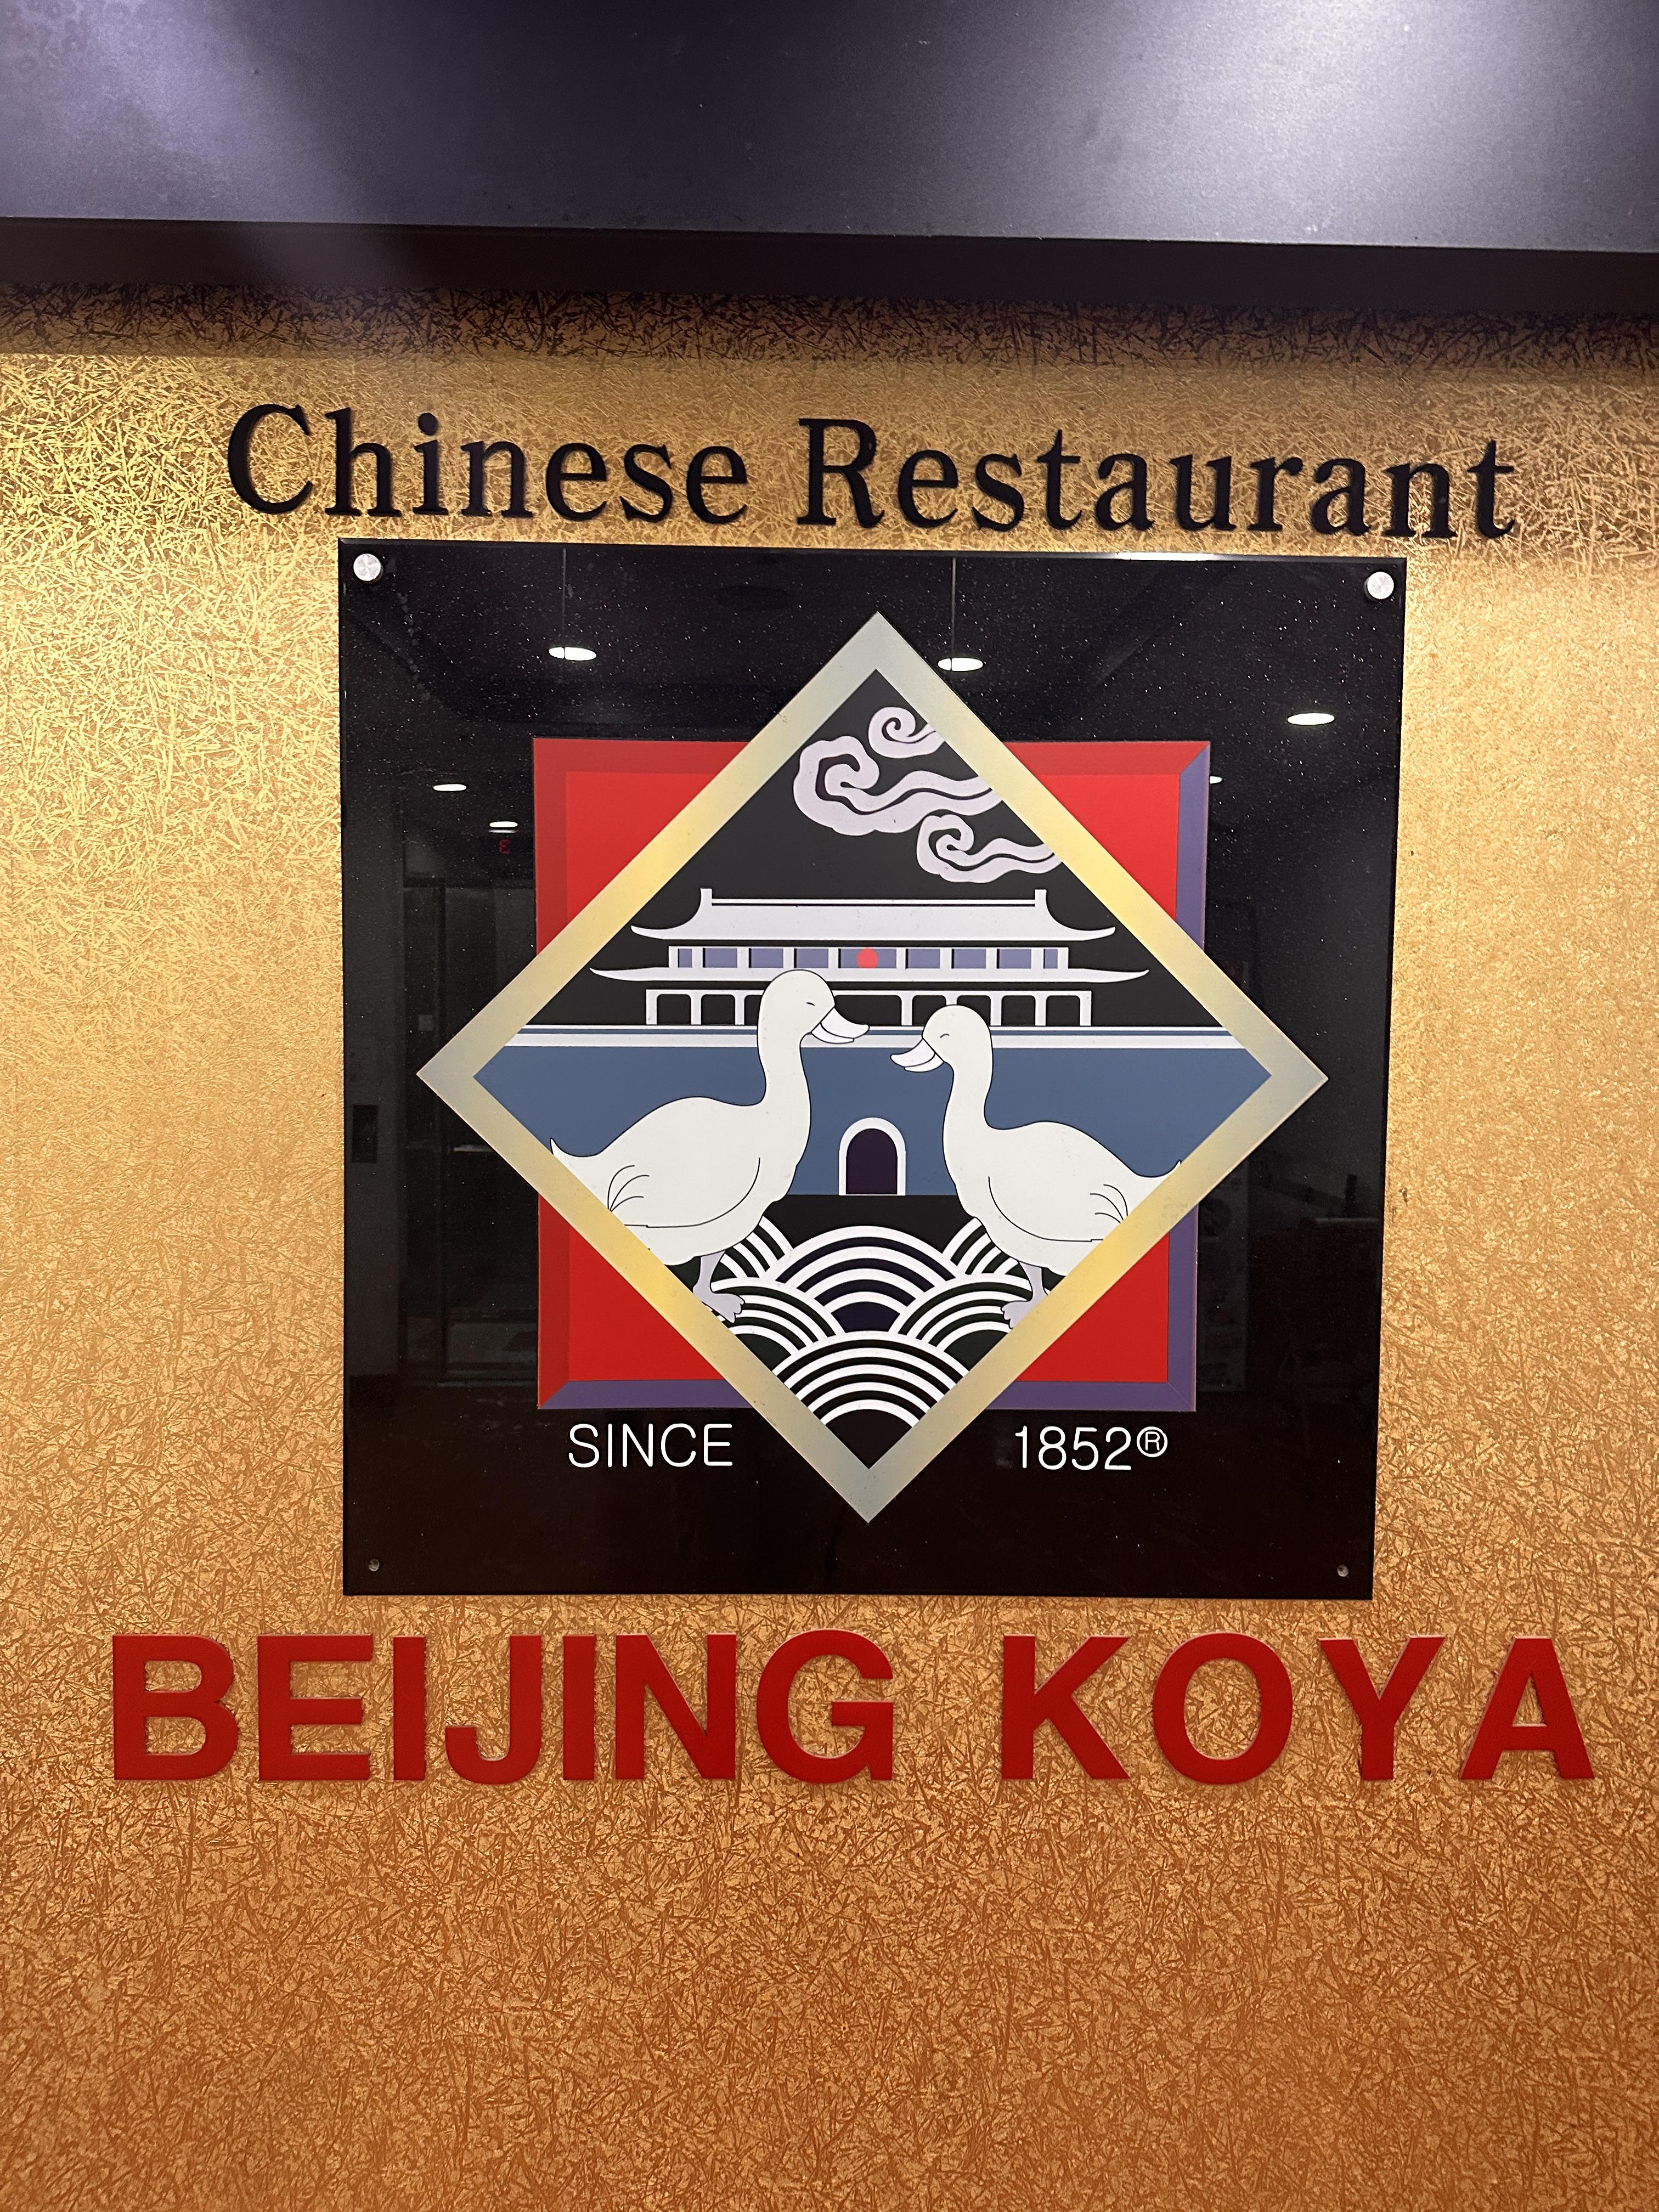 Chinese Restaurant
SINCE 1852®
BEIJING KOYA